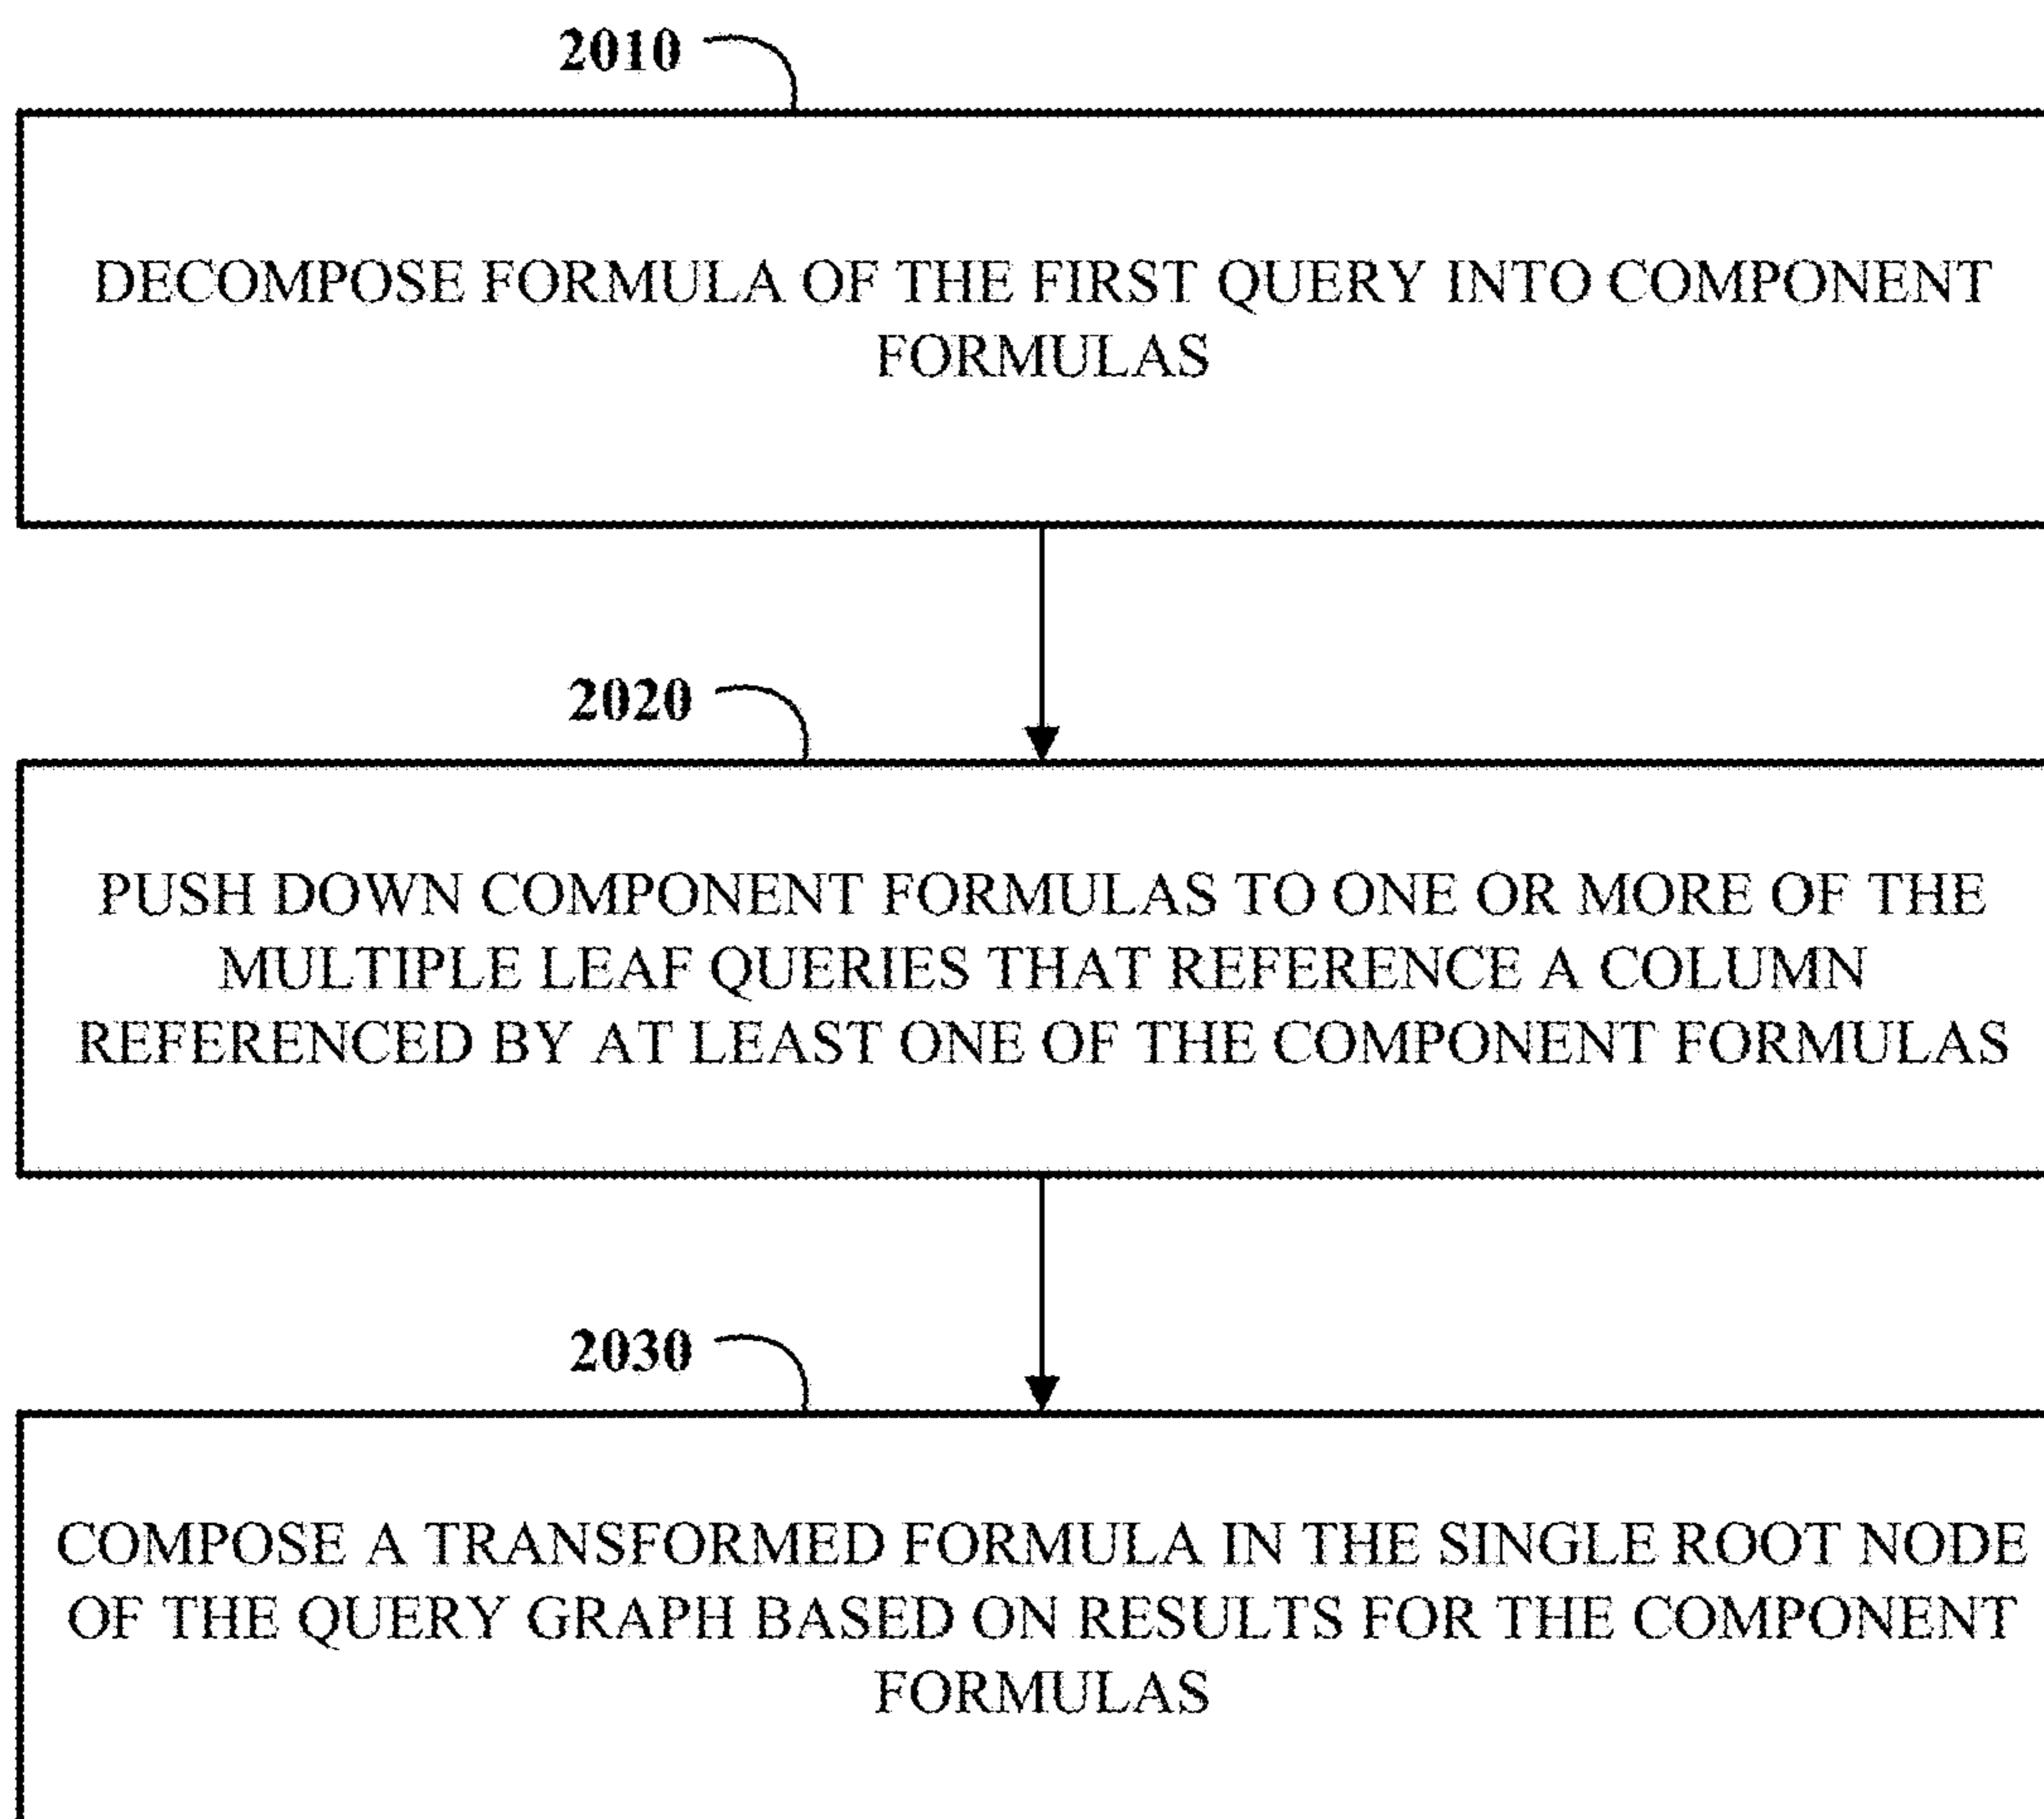 2010
DECOMPOSE FORMULA OF THE FIRST QUERY INTO COMPONENT
FORMULAS
2020
PUSH DOWN COMPONENT FORMULAS TO ONE OR MORE OF THE
MULTIPLE LEAF QUERIES THAT REFERENCE A COLUMN
REFERENCED BY AT LEAST ONE OF THE COMPONENT FORMULAS
2030
COMPOSE A TRANSFORMED FORMULA IN THE SINGLE ROOT NODE
OF THE QUERY GRAPH BASED ON RESULTS FOR THE COMPONENT
FORMULAS